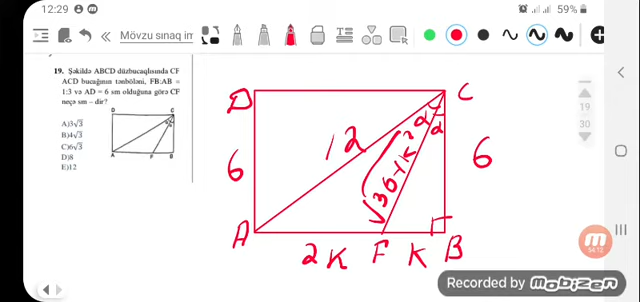 12:29
59%
Mövzu sınaq im
19. Şəkildə ABCD düzbucaqlısında CF
ACD bucağının tənböləni, FB:AB =
1:3 və AD = 6 sm olduğuna görə CF
neçə sm – dir?
A)3√3
B)4√3
C)6√3
D)8
E)12
D
C
A
F
B
D
C
12
α
α
6
6
√36+k²
A
2K
F
K
B
19
30
m
Recorded by mobizen